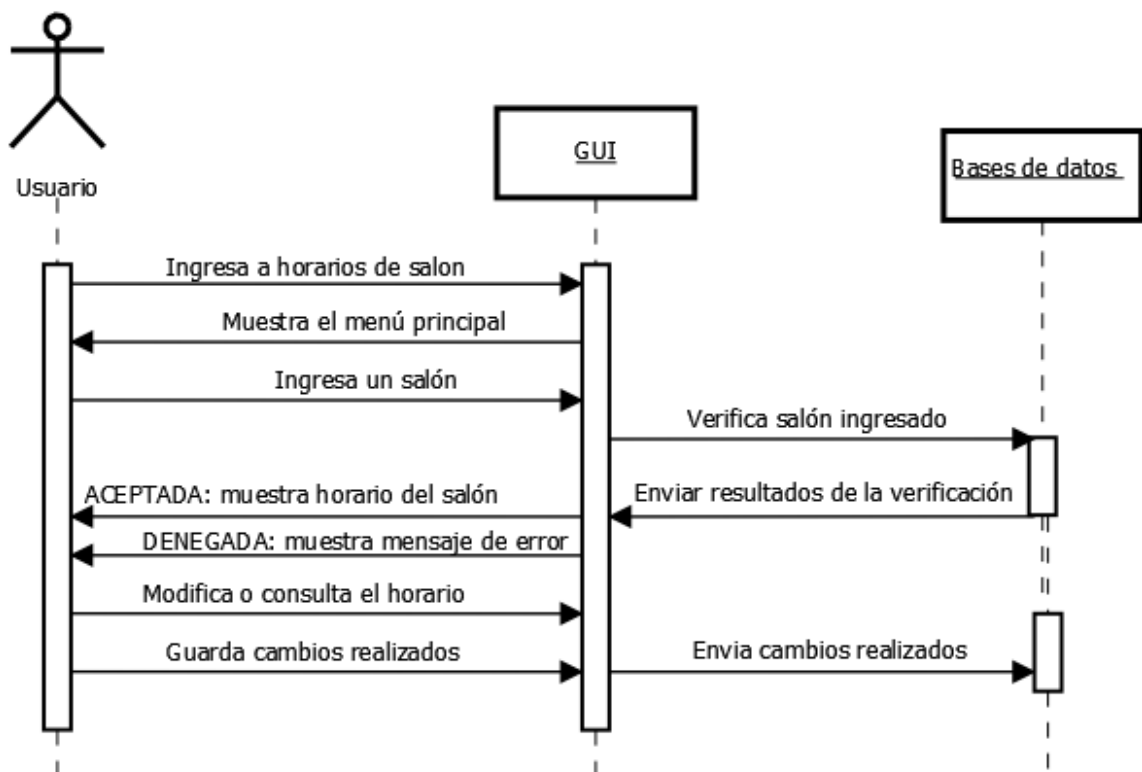 GUI
Bases de datos
Usuario
Ingresa a horarios de salon
Muestra el menú principal
Ingresa un salón
Verifica salón ingresado
ACEPTADA: muestra horario del salón
Enviar resultados de la verificación
DENEGADA: muestra mensaje de error
Modifica o consulta el horario
Guarda cambios realizados
Envia cambios realizados